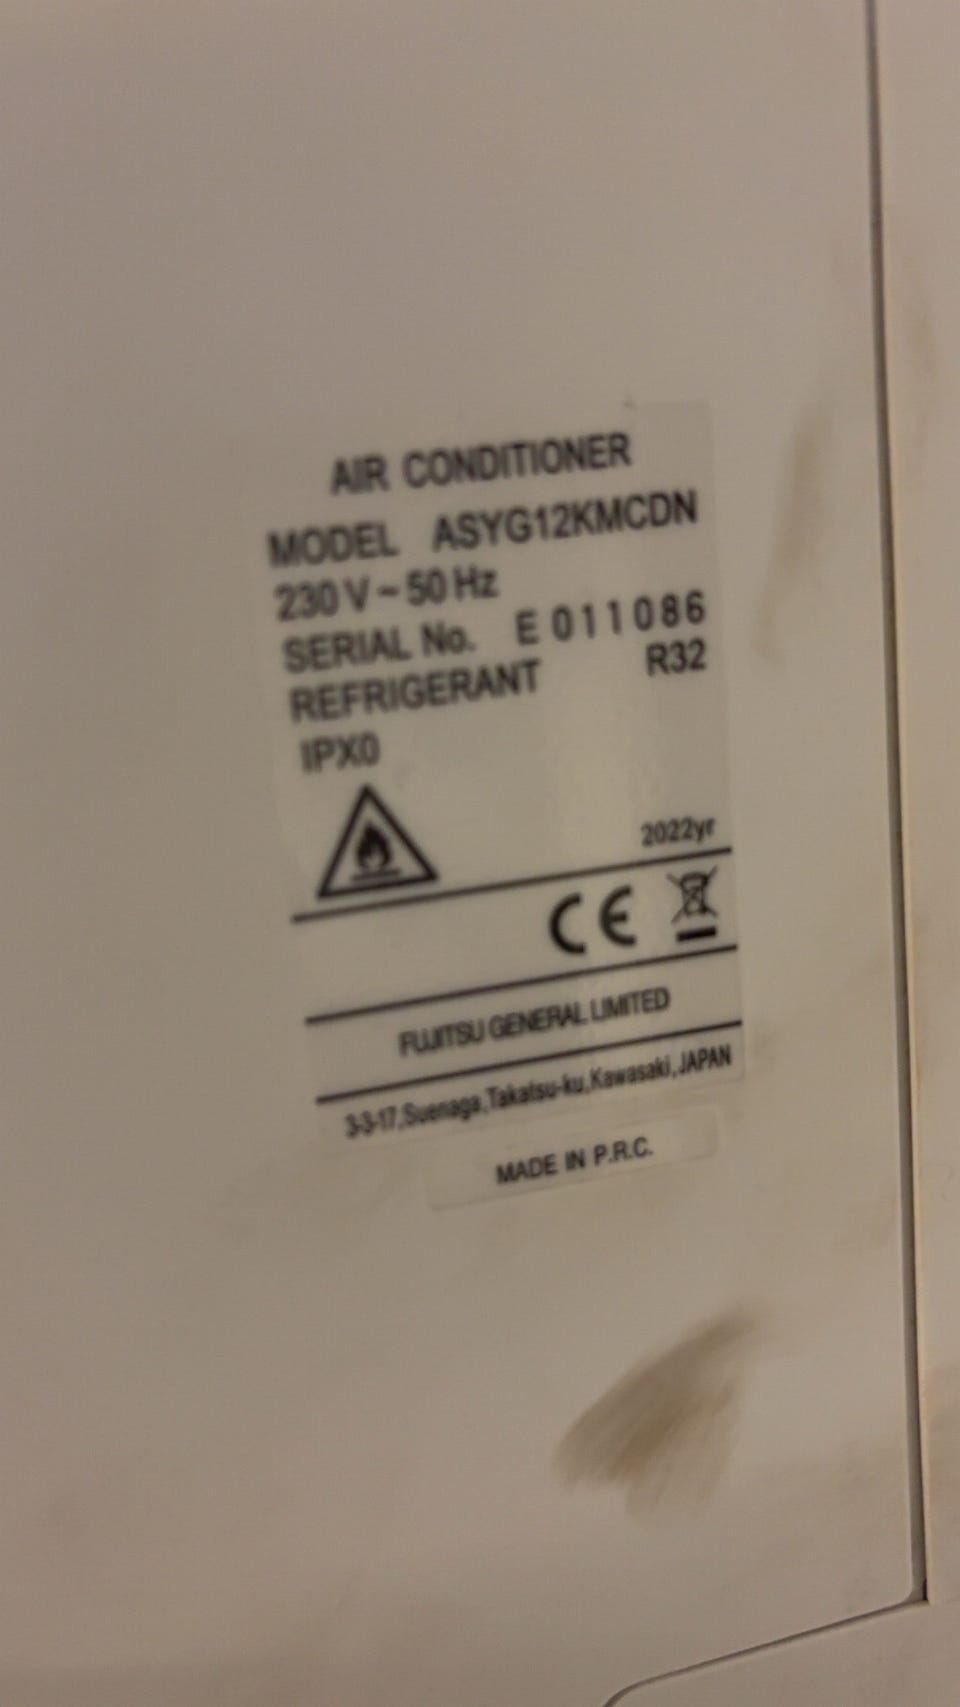 AIR CONDITIONER
MODEL ASYG12KMCDN
230 V ~ 50 Hz
SERIAL No. E 011086
REFRIGERANT R32
IPX0
2022yr
CE
FUJITSU GENERAL LIMITED
3-3-17,Suenaga,Takatsu-ku,Kawasaki,JAPAN
MADE IN P.R.C.